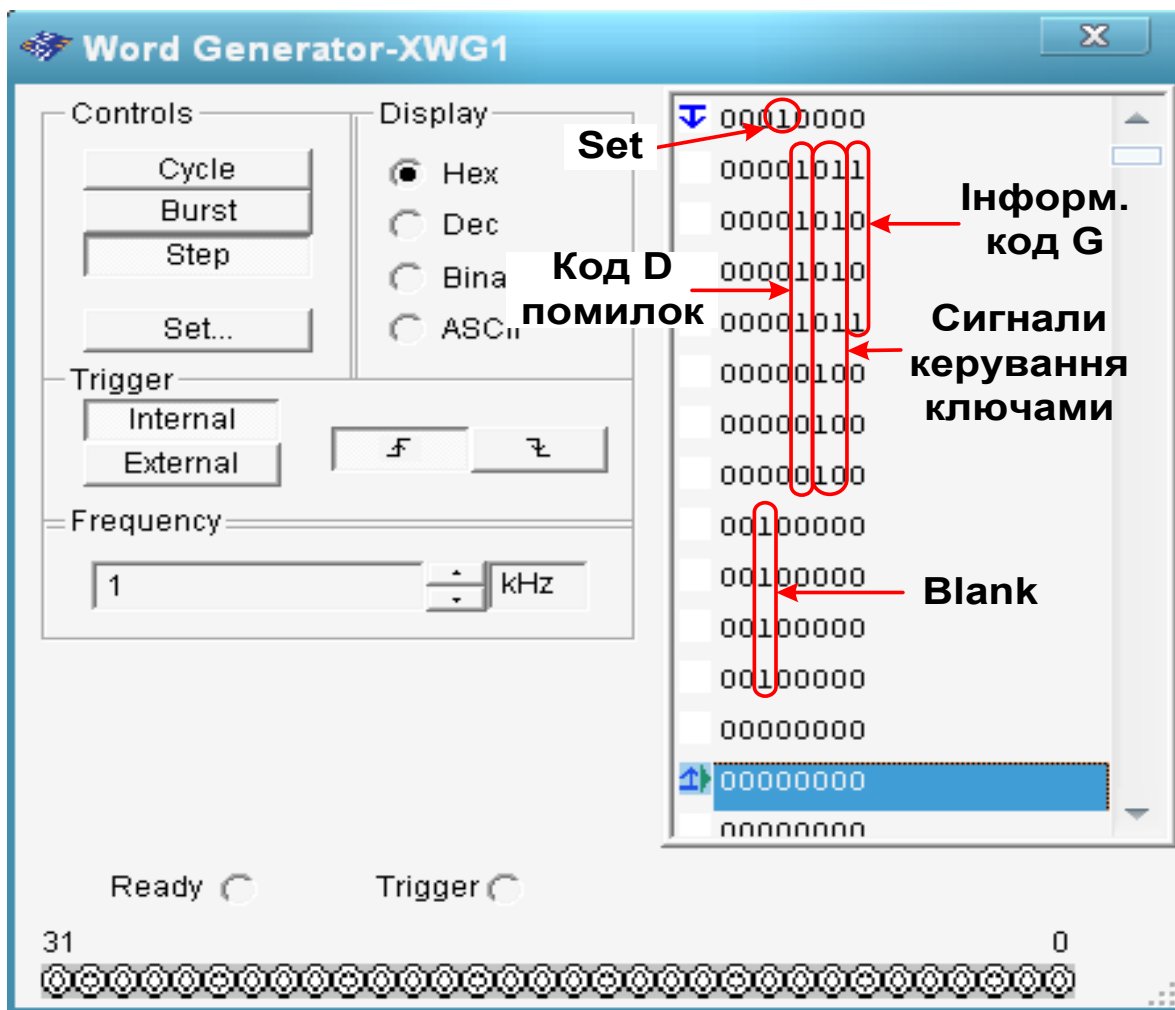 Word Generator-XWG1
Controls
Cycle
Burst
Step
Set...
Display
Hex
Dec
Bina
ASCII
Trigger
Internal
External
Frequency
1
kHz
00010000
00001011
00001010
00001010
00001011
00000100
00000100
00000100
00100000
00100000
00100000
00100000
00000000
00000000
00000000
Set
Інформ.
код G
Код D
помилок
Сигнали
керування
ключами
Blank
Ready
Trigger
31
0